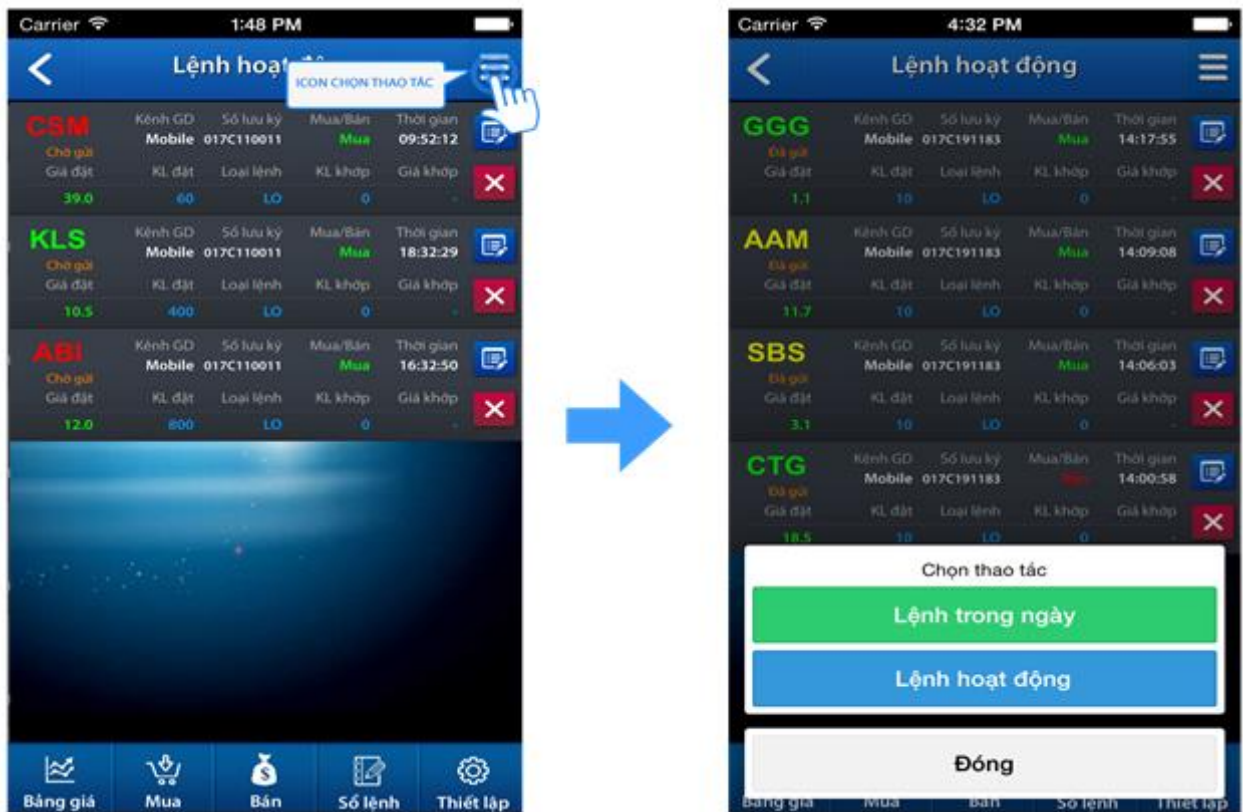 Carrier 1:48 PM
Lệnh hoạt
ICON CHỌN THAO TÁC
CSM Kênh GD Số lưu ký Mua/Bán Thời gian
Mobile 017C110011 Mua 09:52:12
Chờ gửi
Giá đặt KL đặt Loại lệnh KL khớp Giá khớp
39.0 60 LO 0 -
KLS Kênh GD Số lưu ký Mua/Bán Thời gian
Mobile 017C110011 Mua 18:32:29
Chờ gửi
Giá đặt KL đặt Loại lệnh KL khớp Giá khớp
10.5 400 LO 0 -
ABI Kênh GD Số lưu ký Mua/Bán Thời gian
Mobile 017C110011 Mua 16:32:50
Chờ gửi
Giá đặt KL đặt Loại lệnh KL khớp Giá khớp
12.0 800 LO 0 -
Bảng giá Mua Bán Sổ lệnh Thiết lập
Carrier 4:32 PM
Lệnh hoạt động
GGG Kênh GD Số lưu ký Mua/Bán Thời gian
Mobile 017C191183 Mua 14:17:55
Đã gửi
Giá đặt KL đặt Loại lệnh KL khớp Giá khớp
1.1 10 LO 0 -
AAM Kênh GD Số lưu ký Mua/Bán Thời gian
Mobile 017C191183 Mua 14:09:08
Đã gửi
Giá đặt KL đặt Loại lệnh KL khớp Giá khớp
11.7 10 LO 0 -
SBS Kênh GD Số lưu ký Mua/Bán Thời gian
Mobile 017C191183 Mua 14:06:03
Đã gửi
Giá đặt KL đặt Loại lệnh KL khớp Giá khớp
3.1 10 LO 0 -
CTG Kênh GD Số lưu ký Mua/Bán Thời gian
Mobile 017C191183 14:00:58
Đã gửi
Giá đặt KL đặt Loại lệnh KL khớp Giá khớp
18.5 10 LO 0
Chọn thao tác
Lệnh trong ngày
Lệnh hoạt động
Đóng
Bảng giá Mua Bán Sổ lệnh Thiết lập